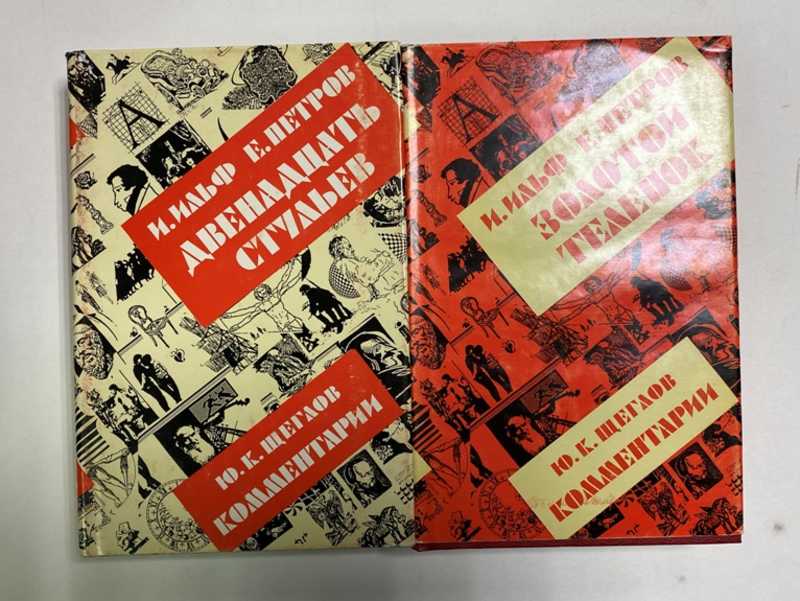 И. ИЛЬФ Е. ПЕТРОВ
ДВЕНАДЦАТЬ
СТУЛЬЕВ
Ю. К. ЩЕГЛОВ
КОММЕНТАРИИ
И. ИЛЬФ Е. ПЕТРОВ
ЗОЛОТОЙ
ТЕЛЕНОК
Ю. К. ЩЕГЛОВ
КОММЕНТАРИИ
А
А